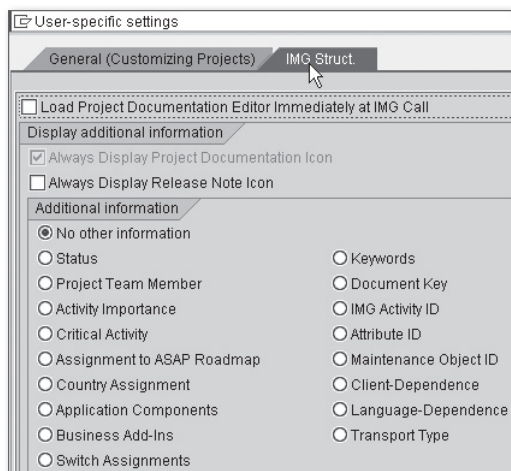 User-specific settings
General (Customizing Projects) IMG Struct.
Load Project Documentation Editor Immediately at IMG Call
Display additional information
Always Display Project Documentation Icon
Always Display Release Note Icon
Additional information
No other information
Status Keywords
Project Team Member Document Key
Activity Importance IMG Activity ID
Critical Activity Attribute ID
Assignment to ASAP Roadmap Maintenance Object ID
Country Assignment Client-Dependence
Application Components Language-Dependence
Business Add-Ins Transport Type
Switch Assignments